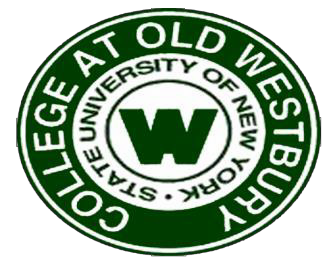 COLLEGE AT OLD WESTBURY
STATE UNIVERSITY OF NEW YORK •
W